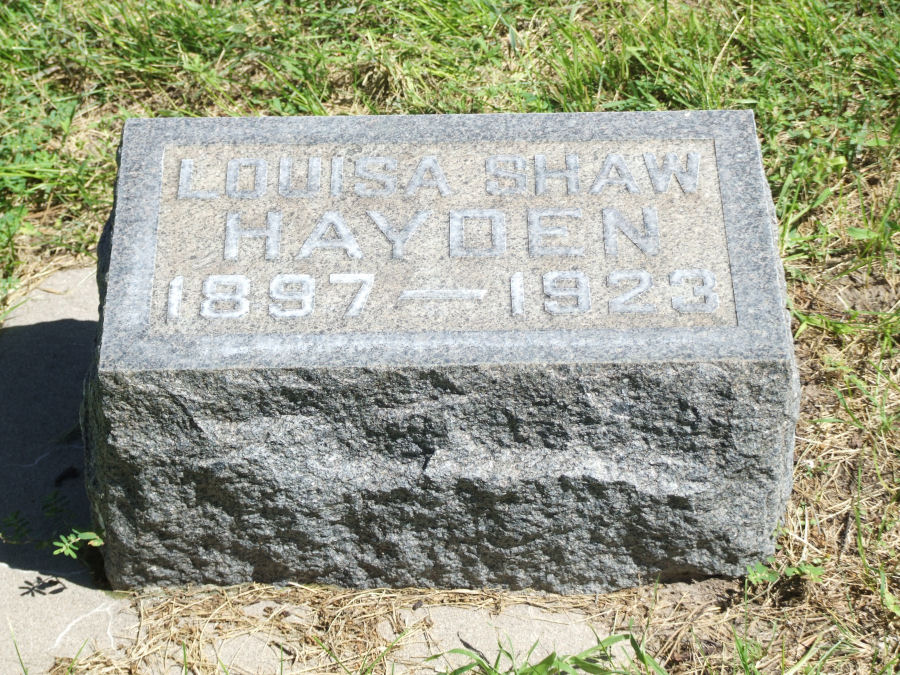 LOUISA SHAW
HAYDEN
1897 — 1923